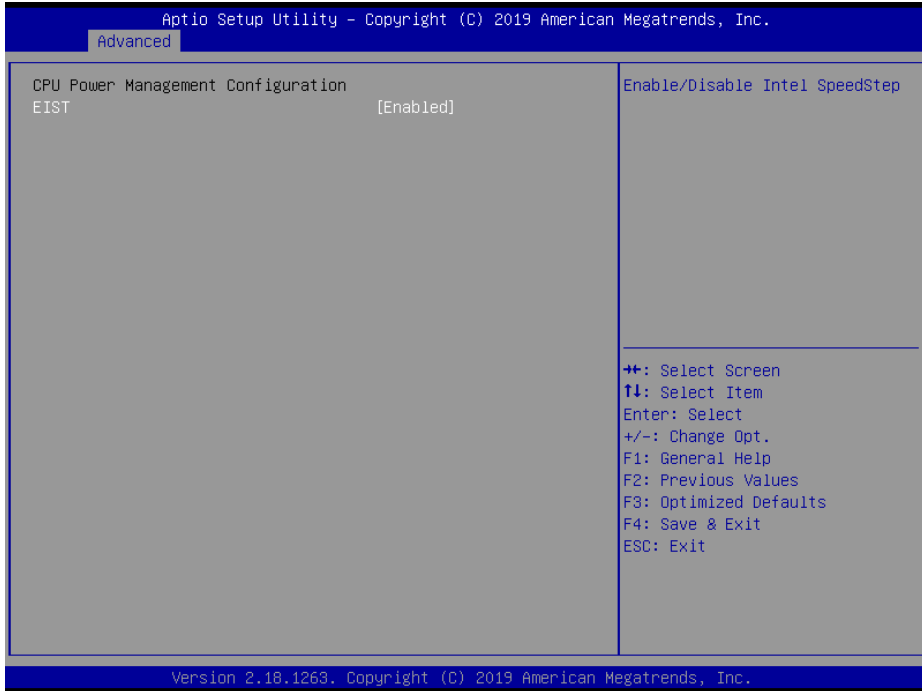 Aptio Setup Utility – Copyright (C) 2019 American Megatrends, Inc.
Advanced
CPU Power Management Configuration
EIST [Enabled]
Enable/Disable Intel SpeedStep
→←: Select Screen
↑↓: Select Item
Enter: Select
+/-: Change Opt.
F1: General Help
F2: Previous Values
F3: Optimized Defaults
F4: Save & Exit
ESC: Exit
Version 2.18.1263. Copyright (C) 2019 American Megatrends, Inc.